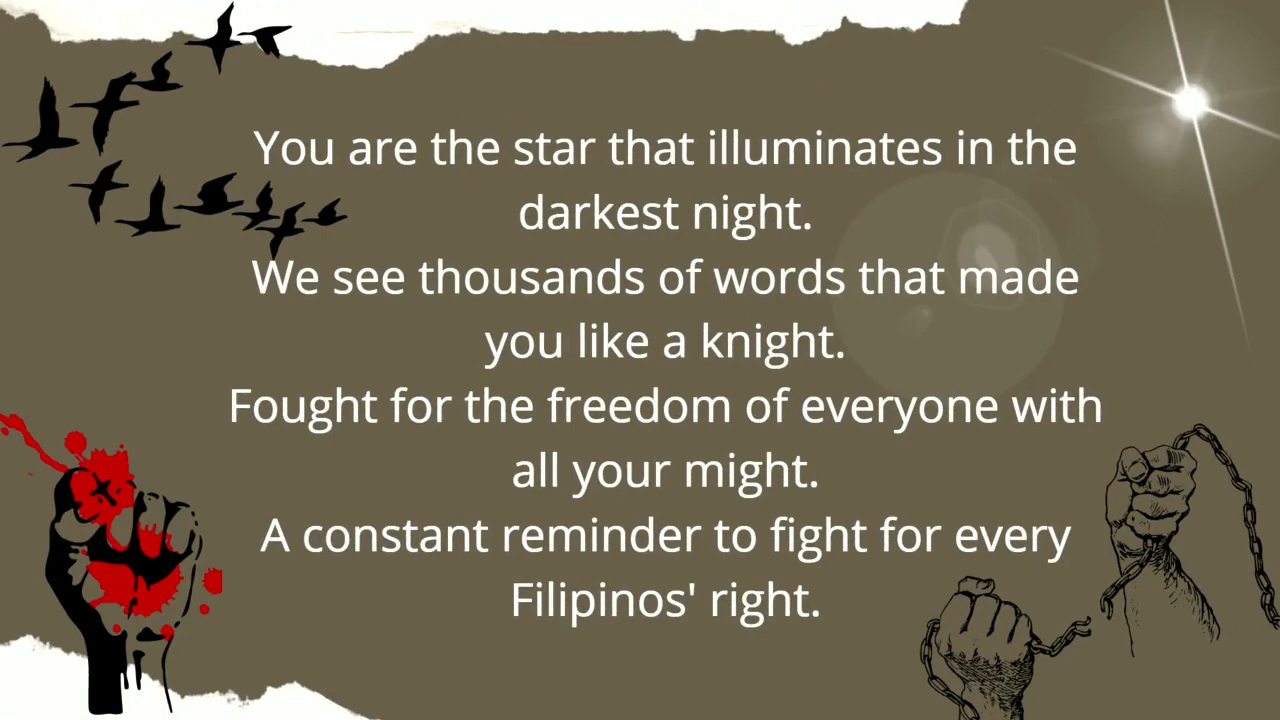 You are the star that illuminates in the
darkest night.
We see thousands of words that made
you like a knight.
Fought for the freedom of everyone with
all your might.
A constant reminder to fight for every
Filipinos' right.